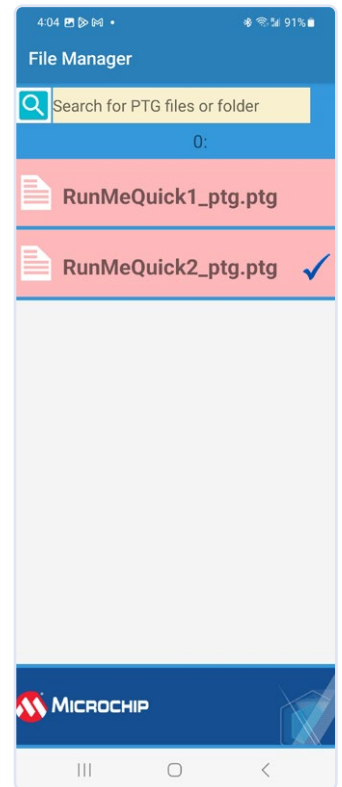 4:04 91%
File Manager
Search for PTG files or folder
0:
RunMeQuick1_ptg.ptg
RunMeQuick2_ptg.ptg
MICROCHIP